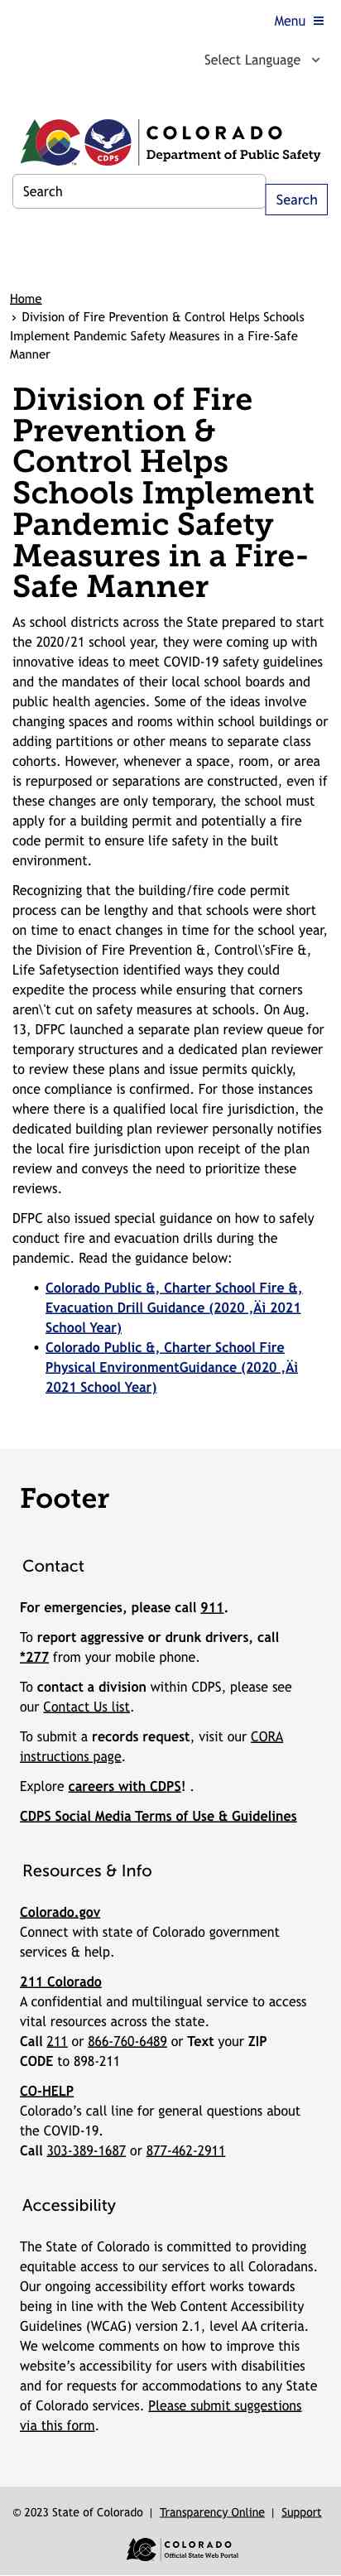 Menu
Select Language
CDPS
COLORADO
Department of Public Safety
Search
Search
Home
› Division of Fire Prevention & Control Helps Schools
Implement Pandemic Safety Measures in a Fire-Safe
Manner
Division of Fire
Prevention &
Control Helps
Schools Implement
Pandemic Safety
Measures in a Fire-
Safe Manner
As school districts across the State prepared to start
the 2020/21 school year, they were coming up with
innovative ideas to meet COVID-19 safety guidelines
and the mandates of their local school boards and
public health agencies. Some of the ideas involve
changing spaces and rooms within school buildings or
adding partitions or other means to separate class
cohorts. However, whenever a space, room, or area
is repurposed or separations are constructed, even if
these changes are only temporary, the school must
apply for a building permit and potentially a fire
code permit to ensure life safety in the built
environment.
Recognizing that the building/fire code permit
process can be lengthy and that schools were short
on time to enact changes in time for the school year,
the Division of Fire Prevention &, Control\'sFire &,
Life Safetysection identified ways they could
expedite the process while ensuring that corners
aren\'t cut on safety measures at schools. On Aug.
13, DFPC launched a separate plan review queue for
temporary structures and a dedicated plan reviewer
to review these plans and issue permits quickly,
once compliance is confirmed. For those instances
where there is a qualified local fire jurisdiction, the
dedicated building plan reviewer personally notifies
the local fire jurisdiction upon receipt of the plan
review and conveys the need to prioritize these
reviews.
DFPC also issued special guidance on how to safely
conduct fire and evacuation drills during the
pandemic. Read the guidance below:
• Colorado Public &, Charter School Fire &,
Evacuation Drill Guidance (2020 ‚Äì 2021
School Year)
• Colorado Public &, Charter School Fire
Physical EnvironmentGuidance (2020 ‚Äì
2021 School Year)
Footer
Contact
For emergencies, please call 911.
To report aggressive or drunk drivers, call
*277 from your mobile phone.
To contact a division within CDPS, please see
our Contact Us list.
To submit a records request, visit our CORA
instructions page.
Explore careers with CDPS! .
CDPS Social Media Terms of Use & Guidelines
Resources & Info
Colorado.gov
Connect with state of Colorado government
services & help.
211 Colorado
A confidential and multilingual service to access
vital resources across the state.
Call 211 or 866-760-6489 or Text your ZIP
CODE to 898-211
CO-HELP
Colorado's call line for general questions about
the COVID-19.
Call 303-389-1687 or 877-462-2911
Accessibility
The State of Colorado is committed to providing
equitable access to our services to all Coloradans.
Our ongoing accessibility effort works towards
being in line with the Web Content Accessibility
Guidelines (WCAG) version 2.1, level AA criteria.
We welcome comments on how to improve this
website's accessibility for users with disabilities
and for requests for accommodations to any State
of Colorado services. Please submit suggestions
via this form.
© 2023 State of Colorado | Transparency Online | Support
COLORADO
Official State Web Portal